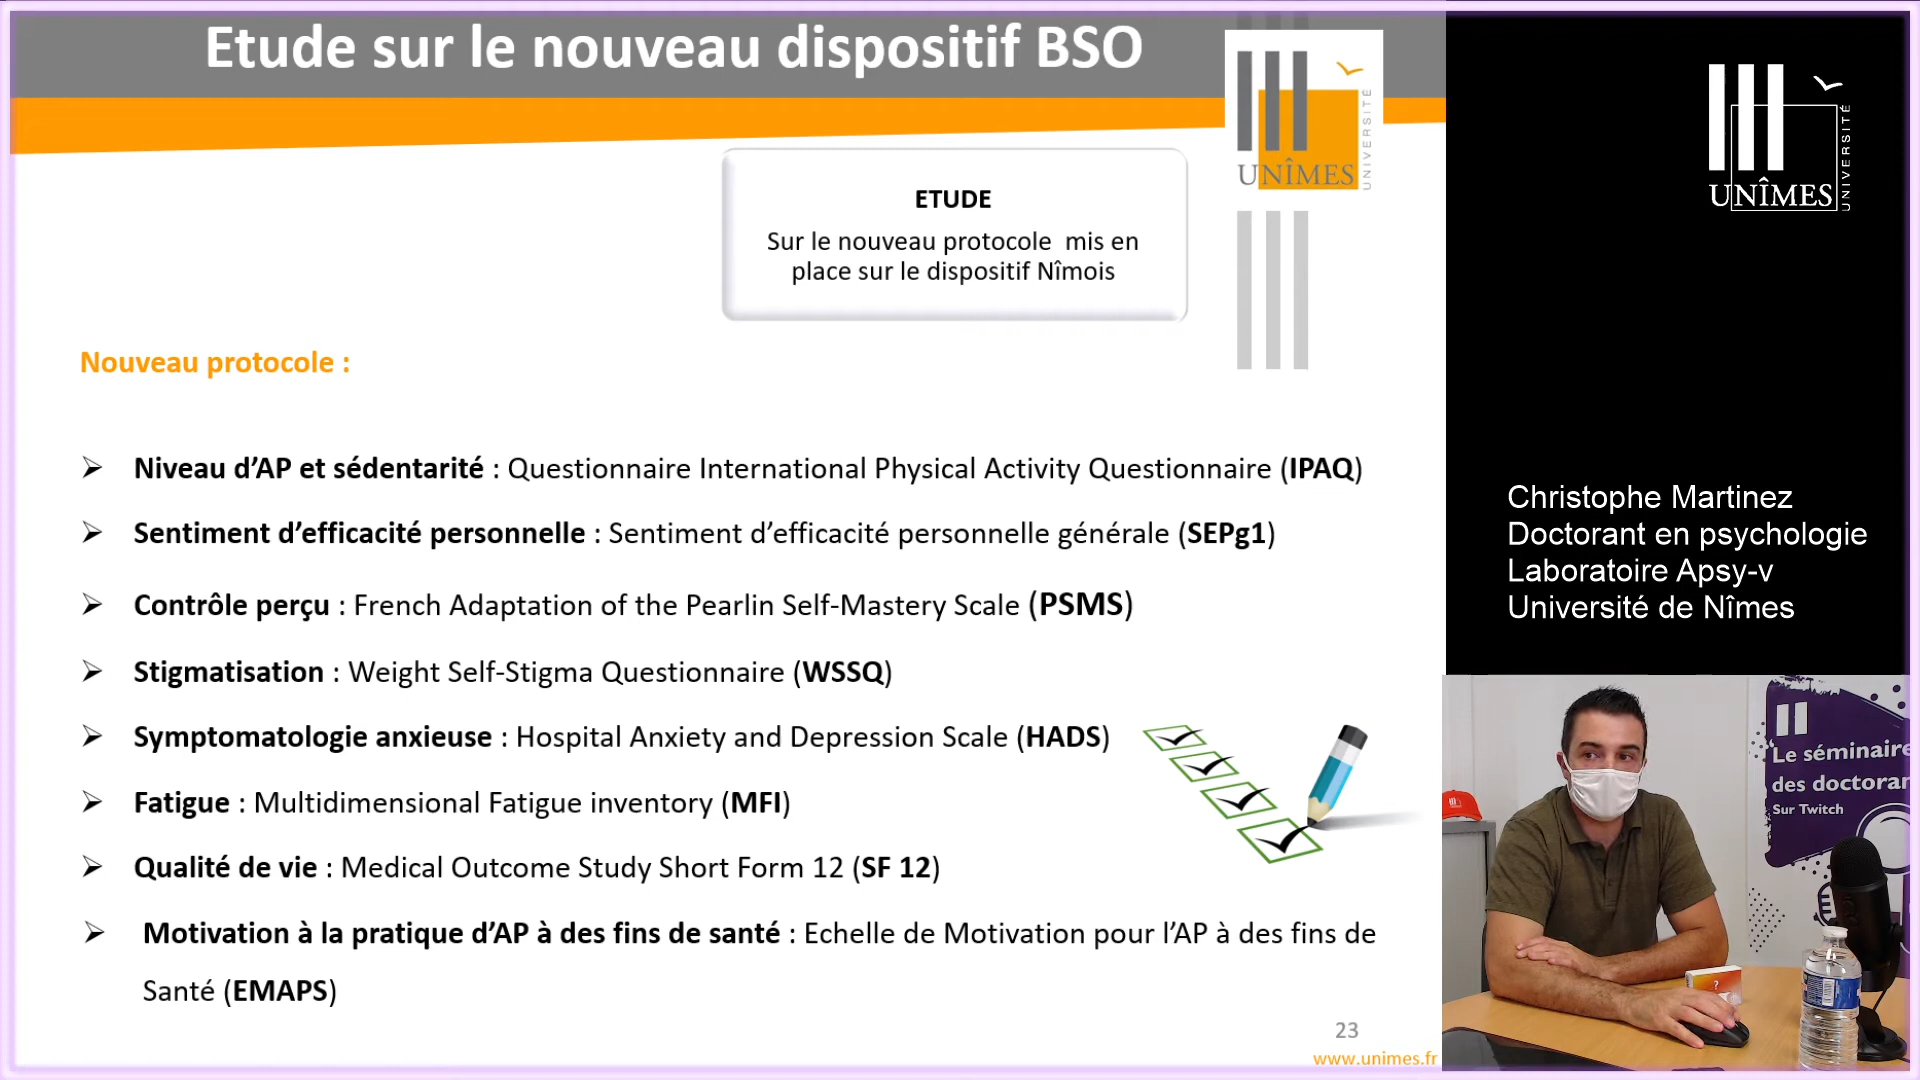 Etude sur le nouveau dispositif BSO
UNÎMES
UNIVERSITÉ
ETUDE
Sur le nouveau protocole mis en
place sur le dispositif Nîmois
Nouveau protocole :
➢ Niveau d’AP et sédentarité : Questionnaire International Physical Activity Questionnaire (IPAQ)
➢ Sentiment d’efficacité personnelle : Sentiment d’efficacité personnelle générale (SEPg1)
➢ Contrôle perçu : French Adaptation of the Pearlin Self-Mastery Scale (PSMS)
➢ Stigmatisation : Weight Self-Stigma Questionnaire (WSSQ)
➢ Symptomatologie anxieuse : Hospital Anxiety and Depression Scale (HADS)
➢ Fatigue : Multidimensional Fatigue inventory (MFI)
➢ Qualité de vie : Medical Outcome Study Short Form 12 (SF 12)
➢ Motivation à la pratique d’AP à des fins de santé : Echelle de Motivation pour l’AP à des fins de
Santé (EMAPS)
23
www.unimes.fr
UNÎMES
UNIVERSITÉ
Christophe Martinez
Doctorant en psychologie
Laboratoire Apsy-v
Université de Nîmes
Le séminaire
des doctorar
Sur Twitch
?